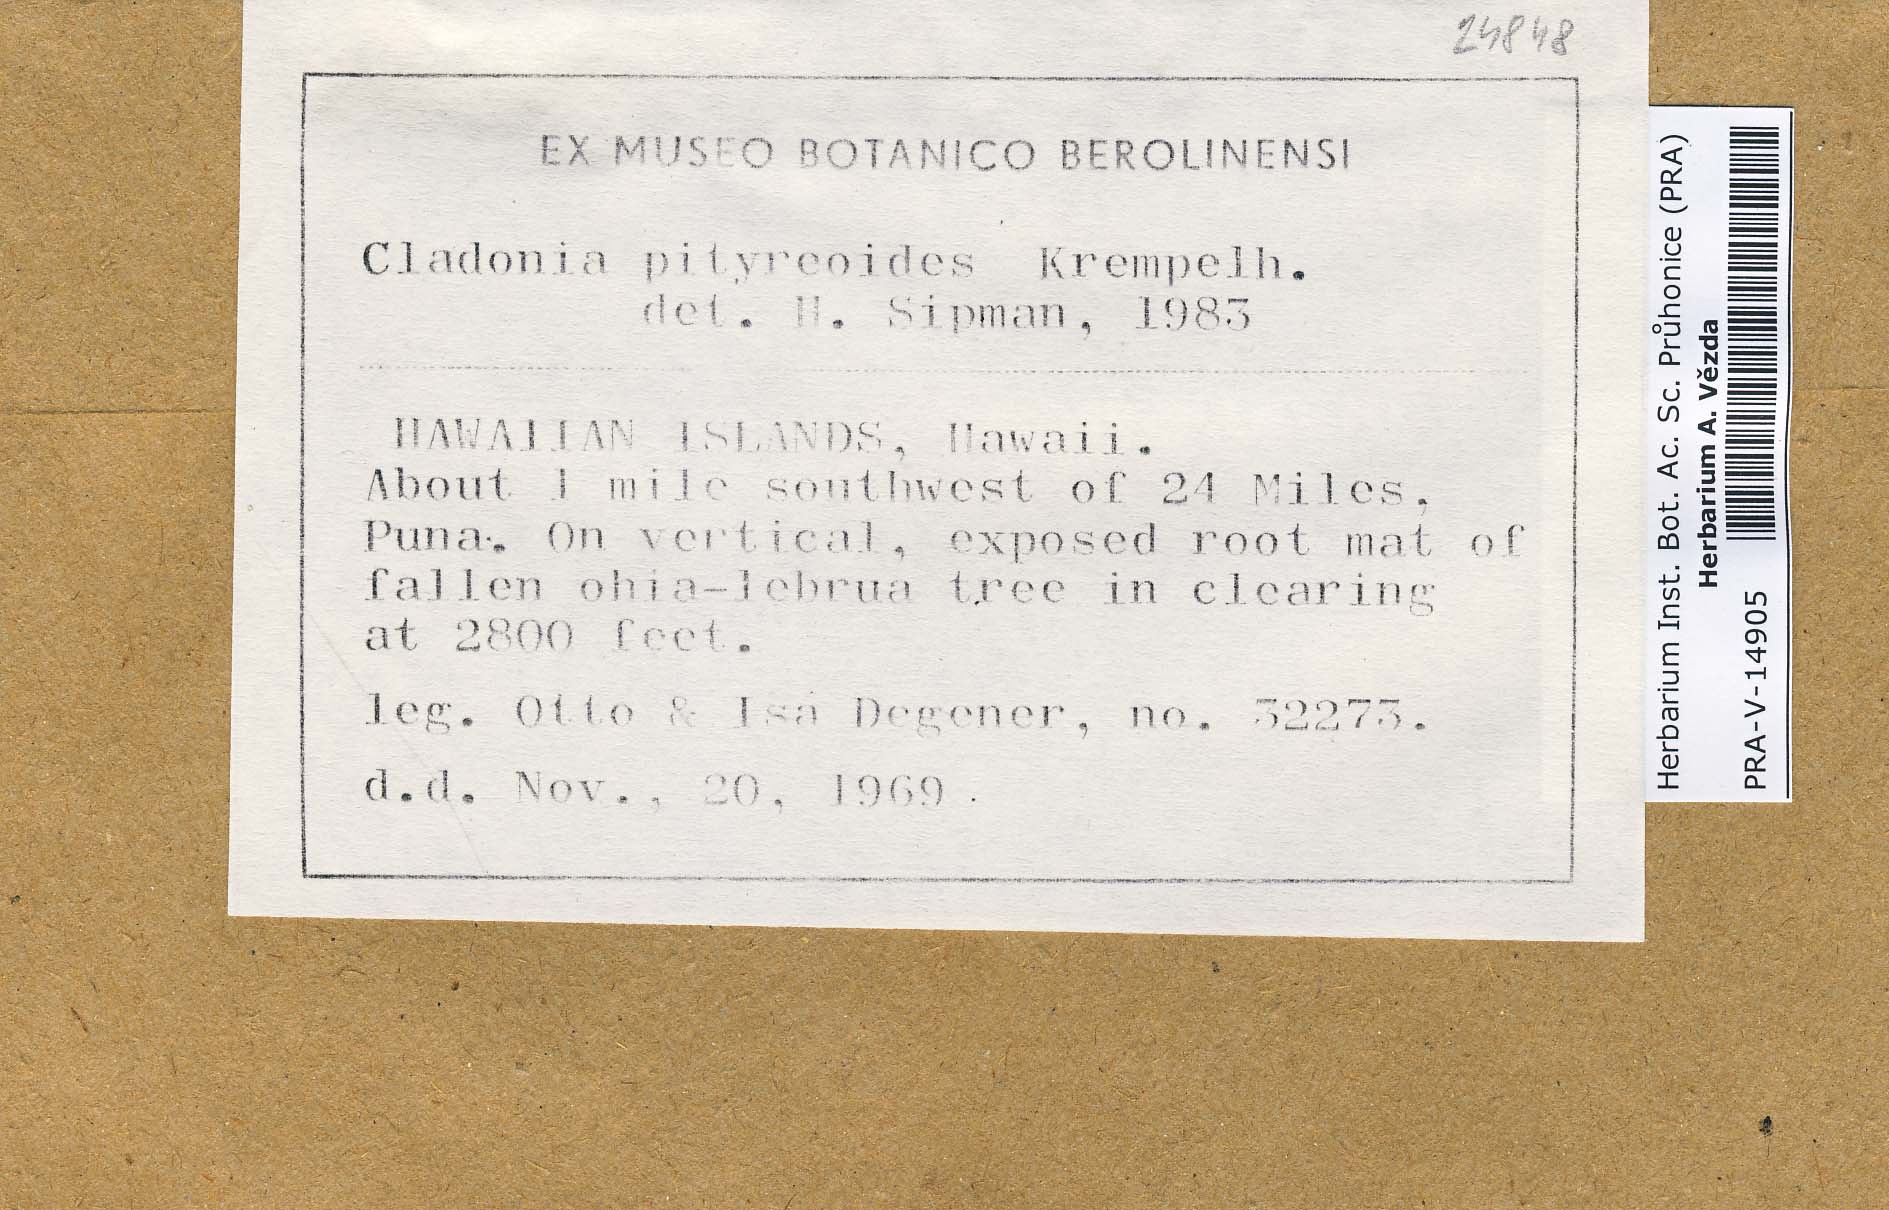 24848
EX MUSEO BOTANICO BEROLINENSI
Cladonia pityreoides Krempelh.
det. H. Sipman, 1983
HAWAIIAN ISLANDS, Hawaii.
About 1 mile southwest of 24 Miles,
Puna. On vertical, exposed root mat of
fallen ohia-lebrua tree in clearing
at 2800 feet.
leg. Otto & Isa Degener, no. 32273.
d.d. Nov., 20, 1969.
Herbarium Inst. Bot. Ac. Sc. Průhonice (PRA)
Herbarium A. Vězda
PRA-V-14905